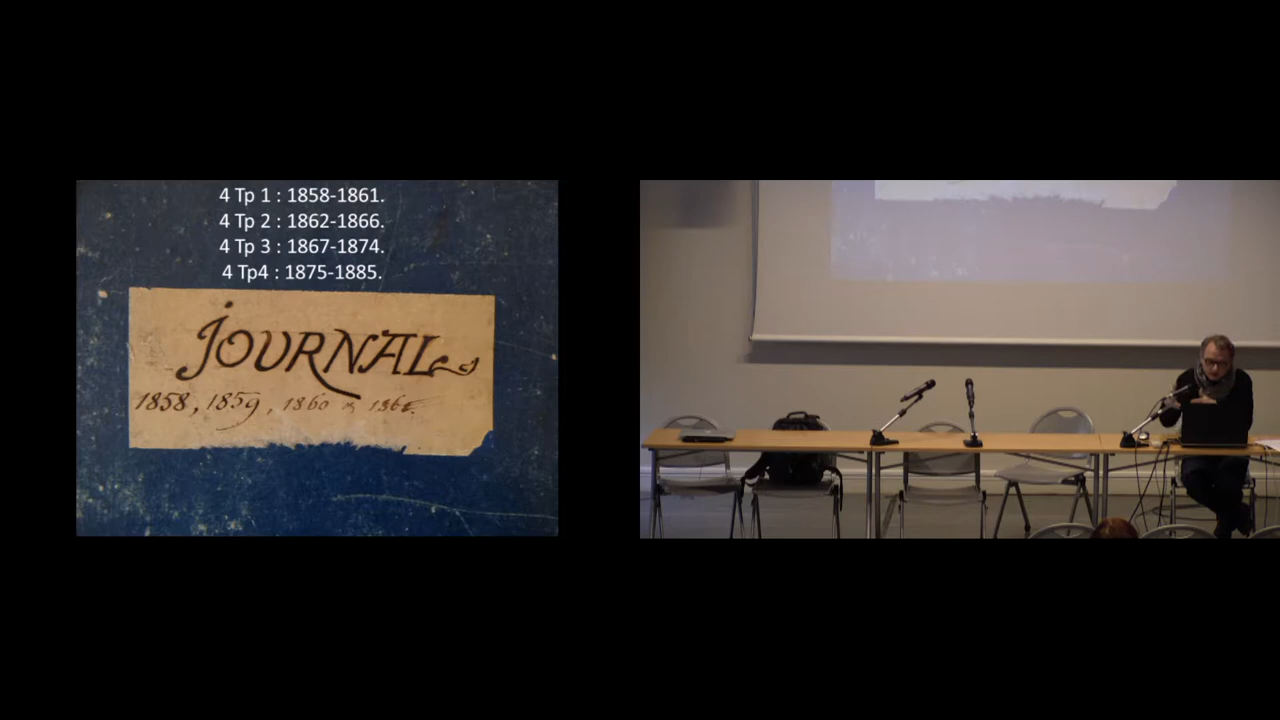 4 Tp 1 : 1858-1861.
4 Tp 2 : 1862-1866.
4 Tp 3 : 1867-1874.
4 Tp4 : 1875-1885.
JOURNAL
1858, 1859, 1860 & 1861.